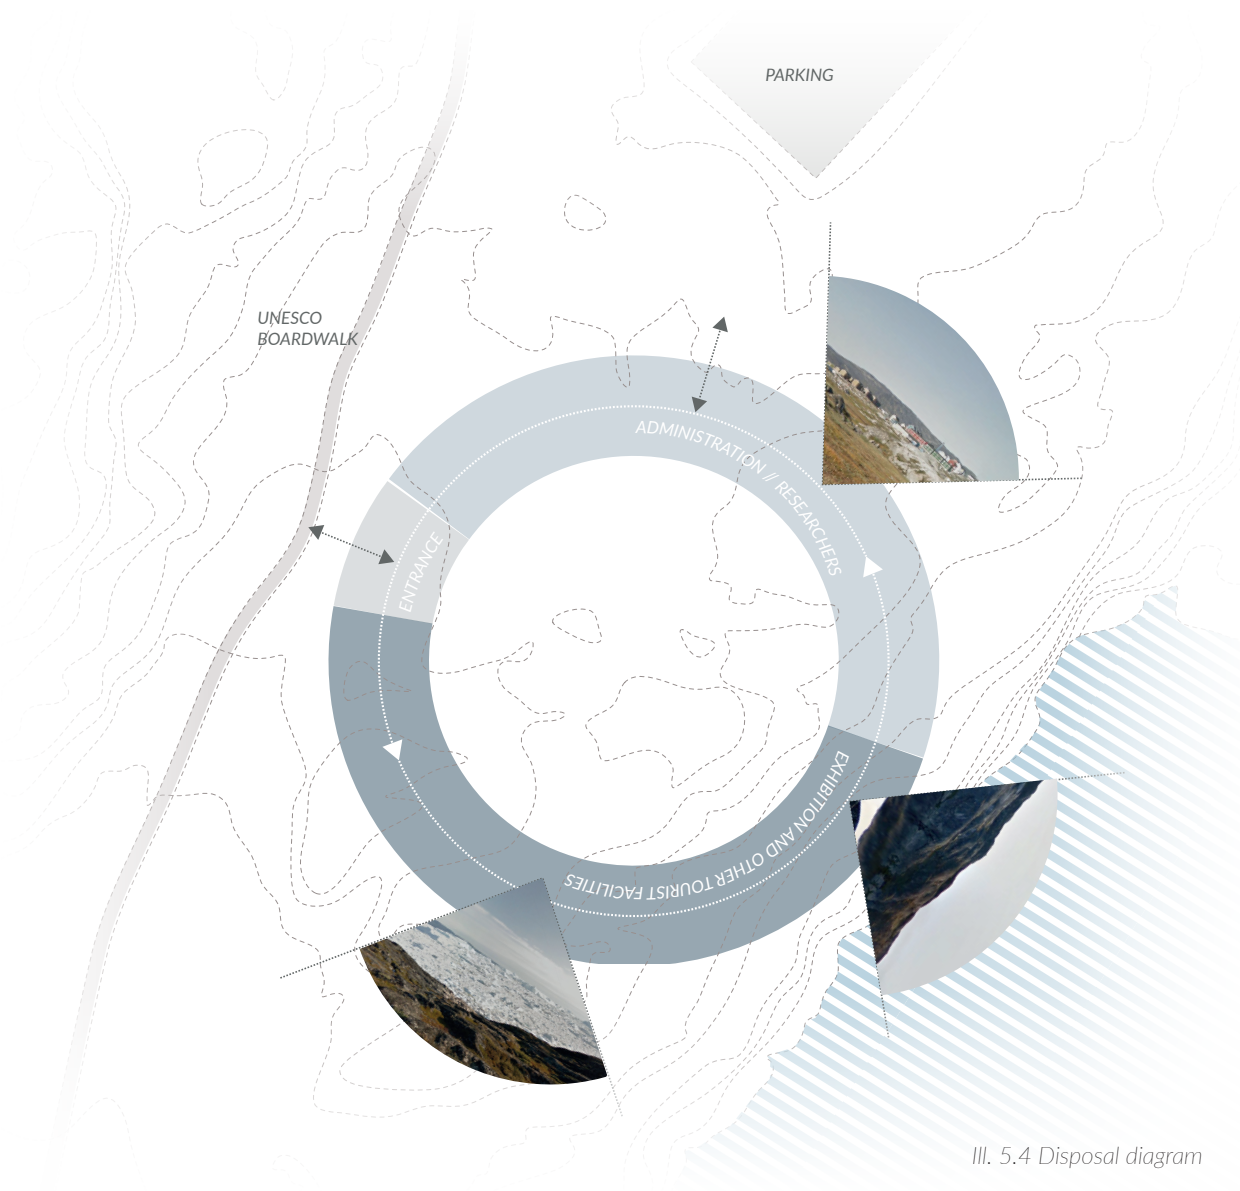 PARKING
UNESCO
BOARDWALK
ADMINISTRATION // RESEARCHERS
ENTRANCE
EXHIBITION AND OTHER TOURIST FACILITIES
Ill. 5.4 Disposal diagram